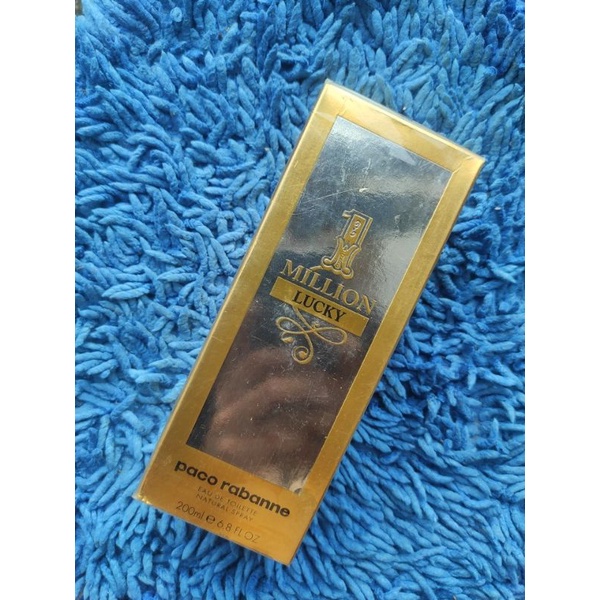 1
MILLION
LUCKY
paco rabanne
EAU DE TOILETTE
NATURAL SPRAY
200ml e 6.8 FL.OZ